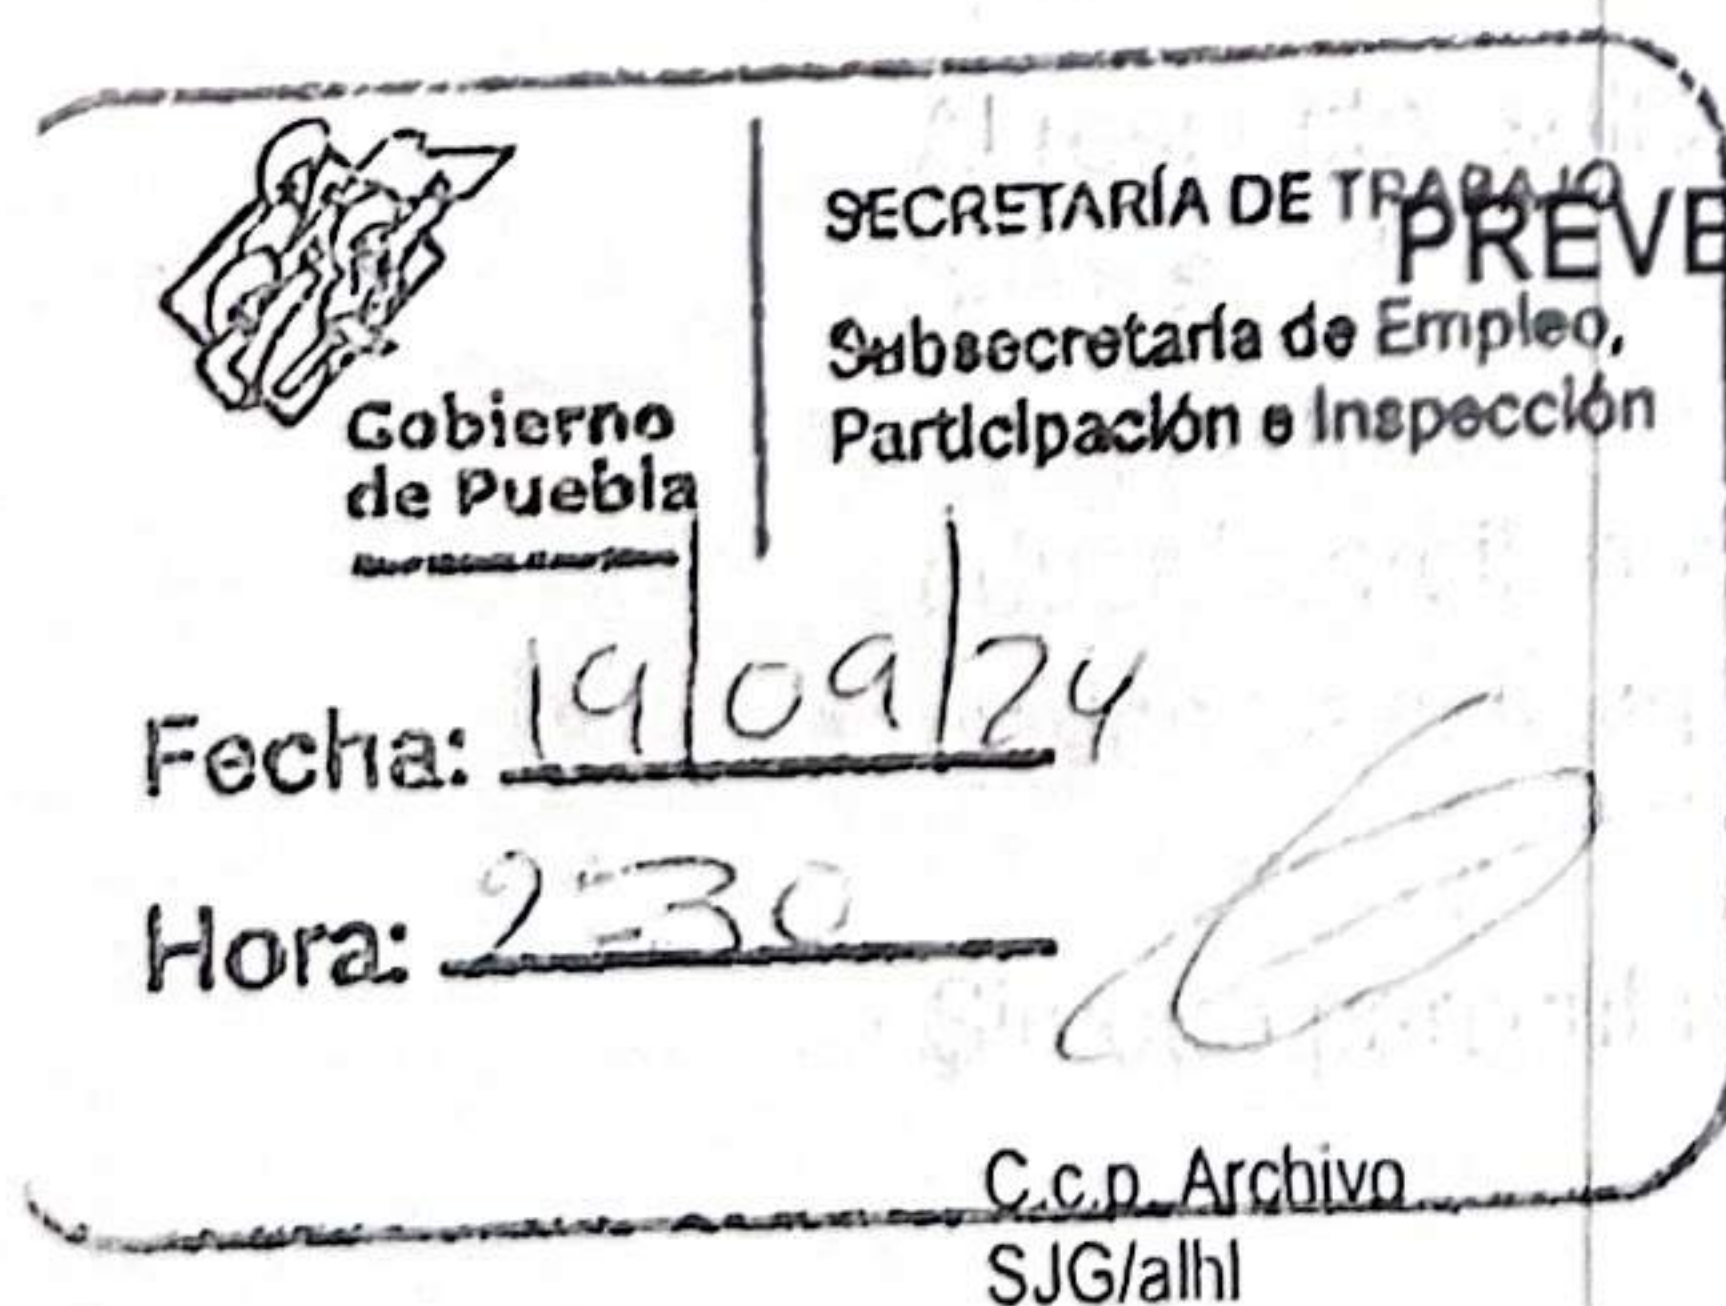 SECRETARÍA DE TRABAJO
PREVE
Subsecretaría de Empleo,
Participación e Inspección
Gobierno
de Puebla
Fecha: 19/09/24
Hora: 2:30
C.c.p. Archivo
SJG/alhl